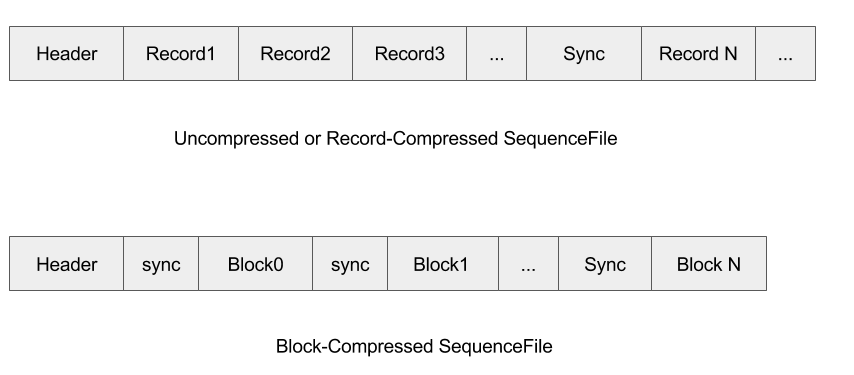 Header Record1 Record2 Record3 ... Sync Record N ...
Uncompressed or Record-Compressed SequenceFile
Header sync Block0 sync Block1 ... Sync Block N
Block-Compressed SequenceFile